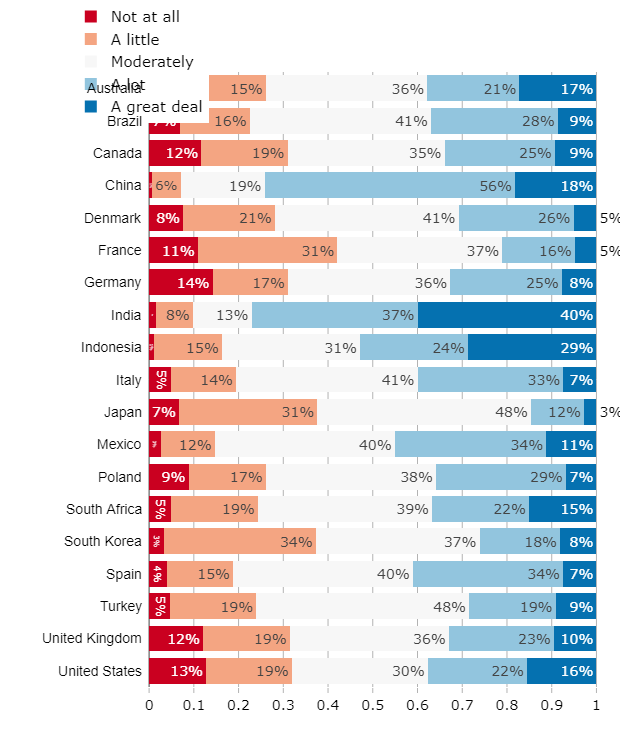 Not at all
A little
Moderately
A lot
A great deal
Australia 15% 36% 21% 17%
Brazil 7% 16% 41% 28% 9%
Canada 12% 19% 35% 25% 9%
China 6% 19% 56% 18%
Denmark 8% 21% 41% 26% 5%
France 11% 31% 37% 16% 5%
Germany 14% 17% 36% 25% 8%
India 8% 13% 37% 40%
Indonesia 15% 31% 24% 29%
Italy 5% 14% 41% 33% 7%
Japan 7% 31% 48% 12% 3%
Mexico 12% 40% 34% 11%
Poland 9% 17% 38% 29% 7%
South Africa 5% 19% 39% 22% 15%
South Korea 3% 34% 37% 18% 8%
Spain 4% 15% 40% 34% 7%
Turkey 5% 19% 48% 19% 9%
United Kingdom 12% 19% 36% 23% 10%
United States 13% 19% 30% 22% 16%
0 0.1 0.2 0.3 0.4 0.5 0.6 0.7 0.8 0.9 1